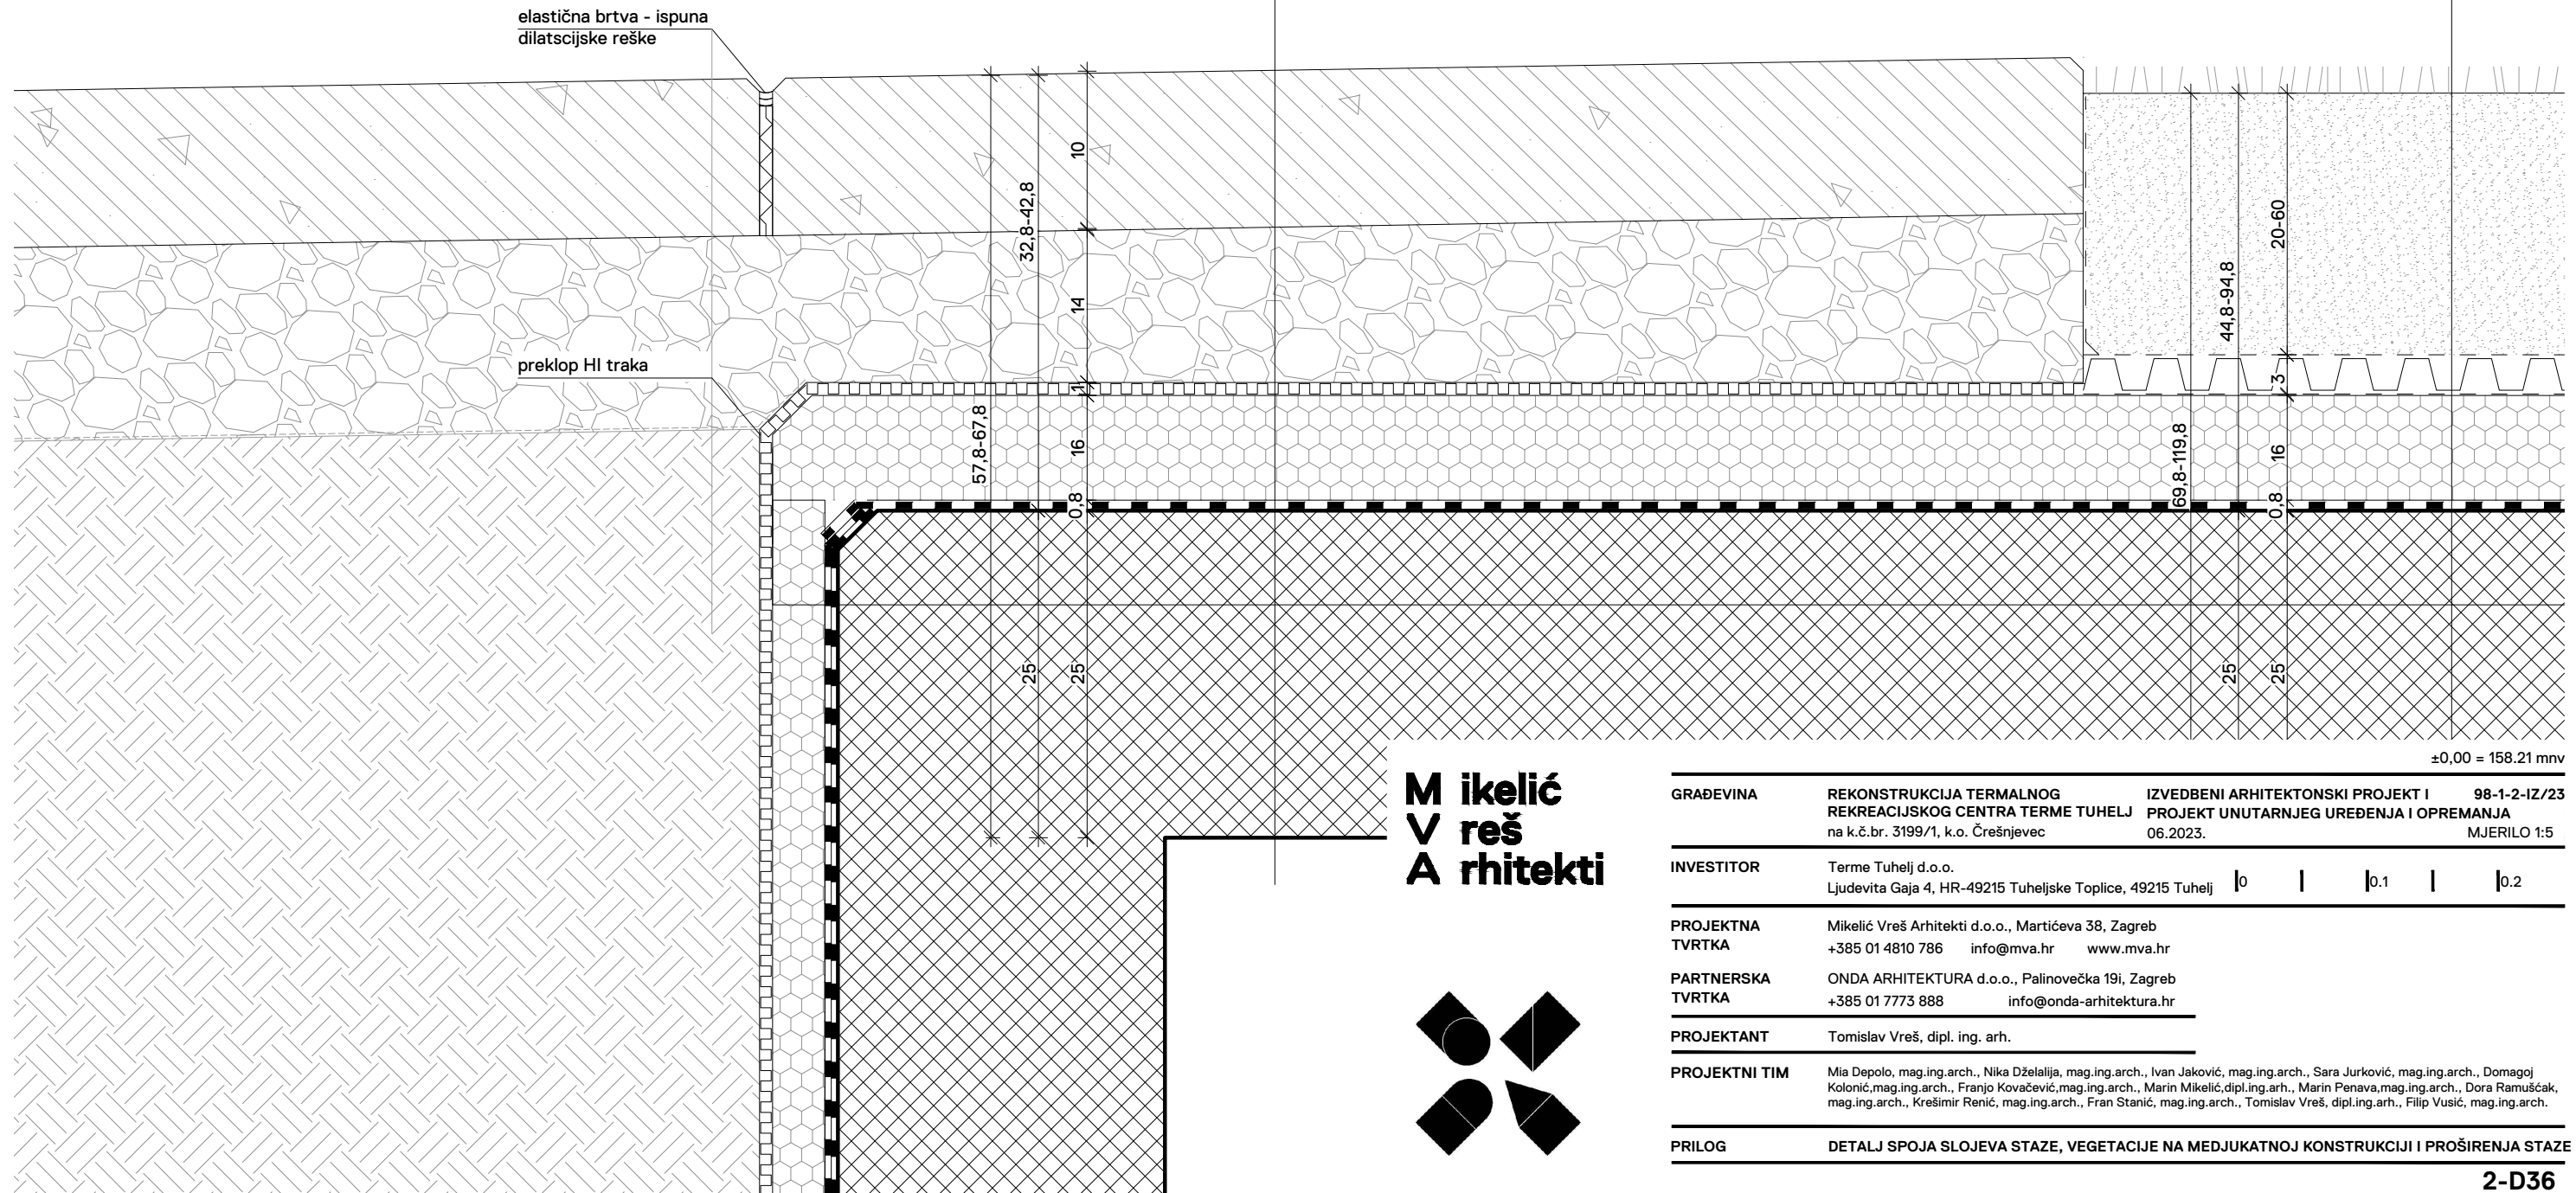 elastična brtva - ispuna
dilatscijske reške
preklop HI traka
10
32,8-42,8
14
1
57,8-67,8
16
0,8
25
25
20-60
44,8-94,8
3
69,8-119,8
16
0,8
25
25
±0,00 = 158.21 mnv
M ikelić
V reš
A rhitekti
GRAĐEVINA
REKONSTRUKCIJA TERMALNOG
REKREACIJSKOG CENTRA TERME TUHELJ
na k.č.br. 3199/1, k.o. Črešnjevec
IZVEDBENI ARHITEKTONSKI PROJEKT I 98-1-2-IZ/23
PROJEKT UNUTARNJEG UREĐENJA I OPREMANJA
06.2023. MJERILO 1:5
INVESTITOR
Terme Tuhelj d.o.o.
Ljudevita Gaja 4, HR-49215 Tuheljske Toplice, 49215 Tuhelj
0 0.1 0.2
PROJEKTNA
TVRTKA
Mikelić Vreš Arhitekti d.o.o., Martićeva 38, Zagreb
+385 01 4810 786 info@mva.hr www.mva.hr
PARTNERSKA
TVRTKA
ONDA ARHITEKTURA d.o.o., Palinovečka 19i, Zagreb
+385 01 7773 888 info@onda-arhitektura.hr
PROJEKTANT
Tomislav Vreš, dipl. ing. arh.
PROJEKTNI TIM
Mia Depolo, mag.ing.arch., Nika Dželalija, mag.ing.arch., Ivan Jaković, mag.ing.arch., Sara Jurković, mag.ing.arch., Domagoj
Kolonić,mag.ing.arch., Franjo Kovačević,mag.ing.arch., Marin Mikelić,dipl.ing.arh., Marin Penava,mag.ing.arch., Dora Ramušćak,
mag.ing.arch., Krešimir Renić, mag.ing.arch., Fran Stanić, mag.ing.arch., Tomislav Vreš, dipl.ing.arh., Filip Vusić, mag.ing.arch.
PRILOG
DETALJ SPOJA SLOJEVA STAZE, VEGETACIJE NA MEDJUKATNOJ KONSTRUKCIJI I PROŠIRENJA STAZE
2-D36